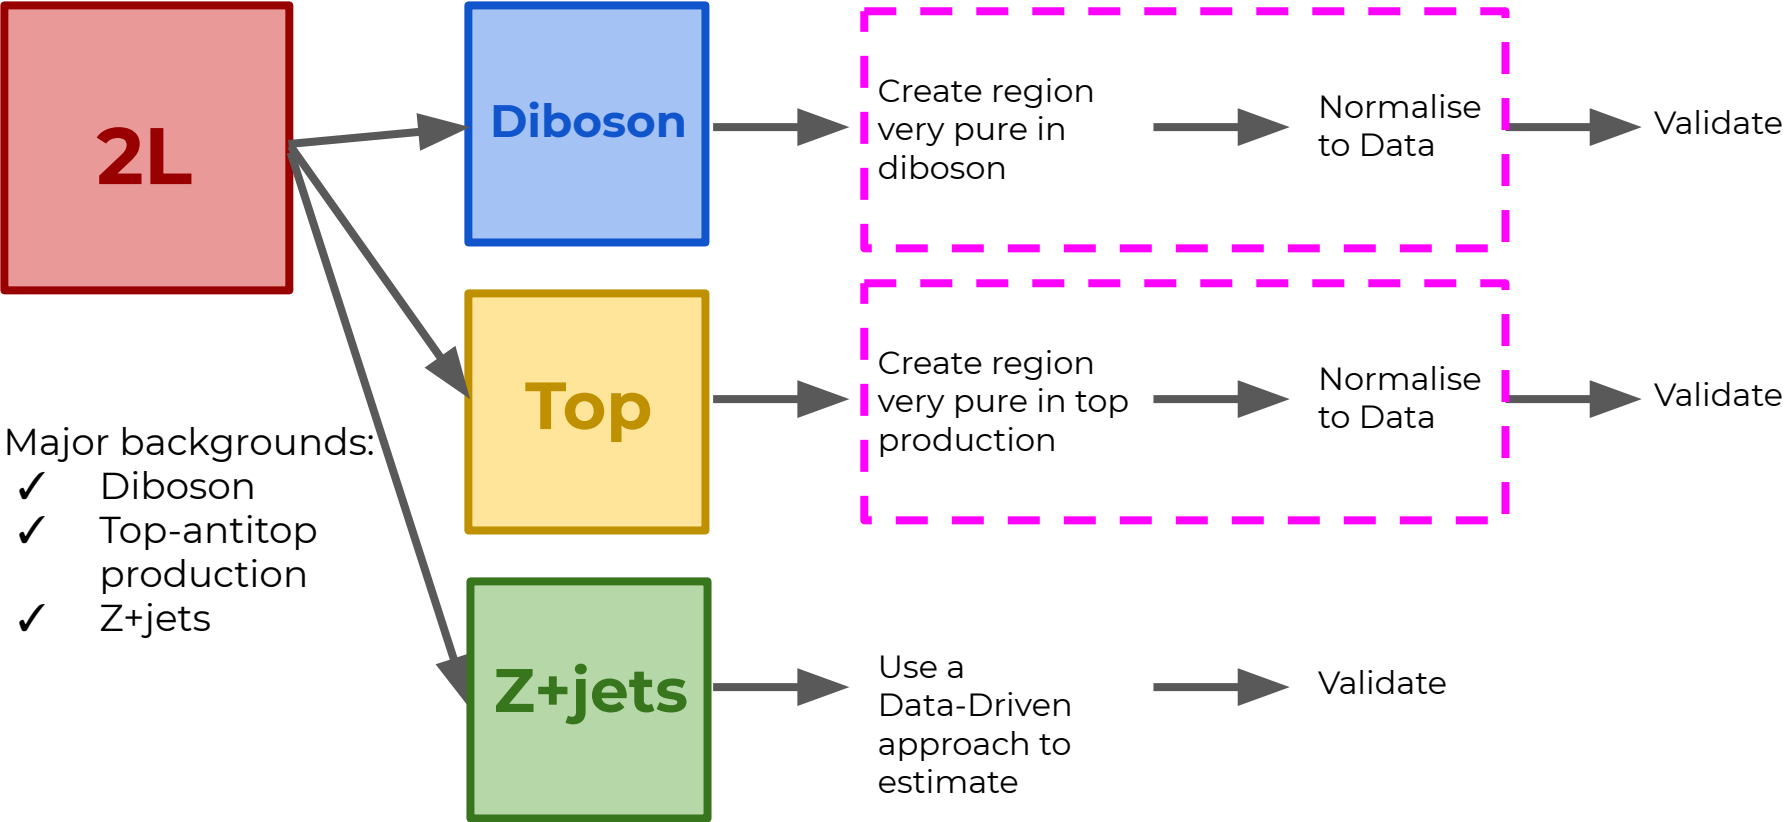 2L
Major backgrounds:
✓ Diboson
✓ Top-antitop
production
✓ Z+jets
Diboson
Create region
very pure in
diboson
Normalise
to Data
Validate
Top
Create region
very pure in top
production
Normalise
to Data
Validate
Z+jets
Use a
Data-Driven
approach to
estimate
Validate